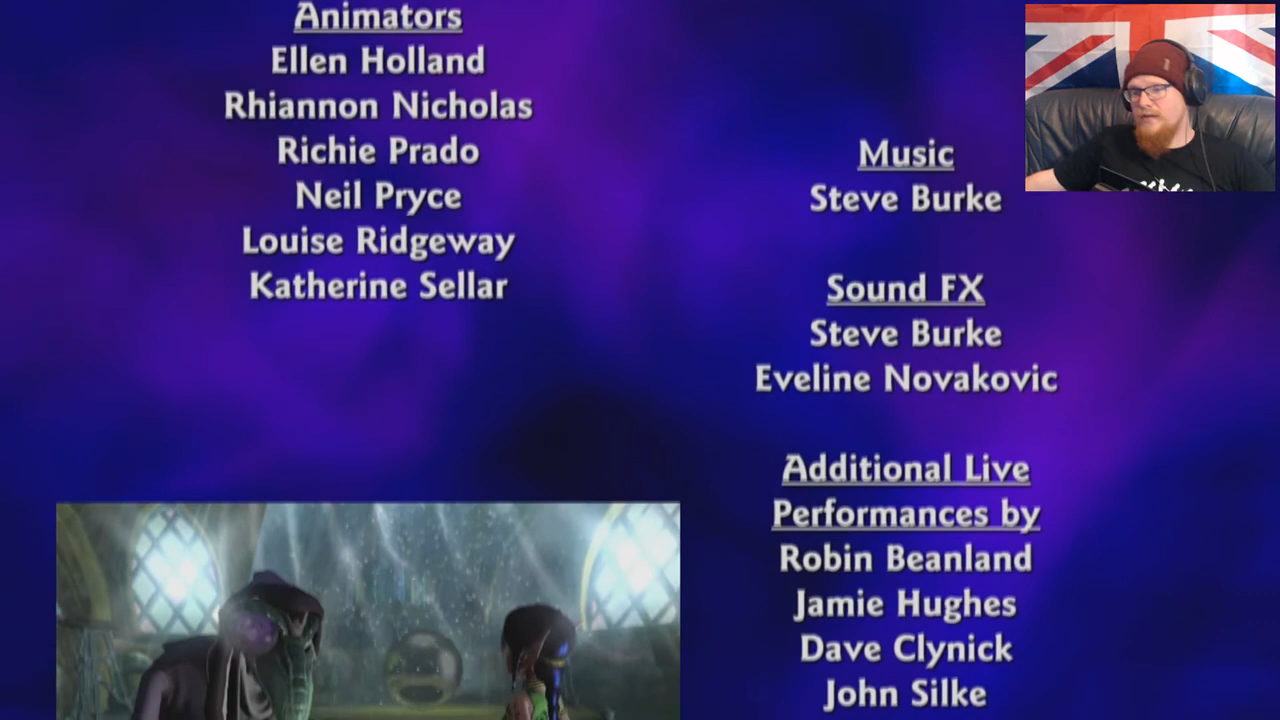 Animators
Ellen Holland
Rhiannon Nicholas
Richie Prado
Neil Pryce
Louise Ridgeway
Katherine Sellar
Music
Steve Burke
Sound FX
Steve Burke
Eveline Novakovic
Additional Live
Performances by
Robin Beanland
Jamie Hughes
Dave Clynick
John Silke